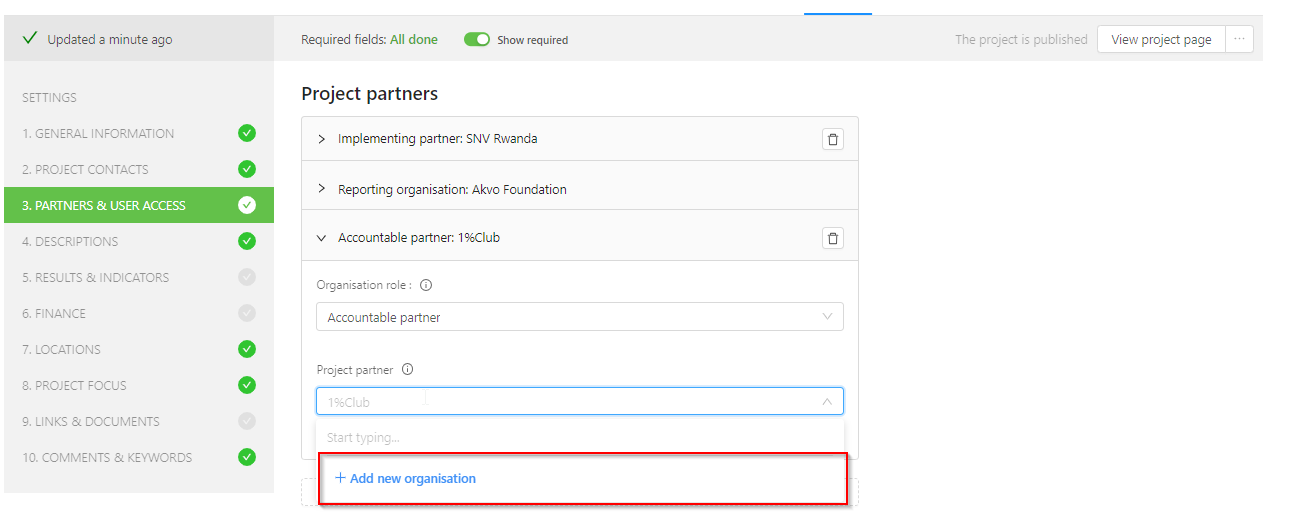 Updated a minute ago
Required fields: All done
Show required
The project is published
View project page
...
SETTINGS
1. GENERAL INFORMATION
2. PROJECT CONTACTS
3. PARTNERS & USER ACCESS
4. DESCRIPTIONS
5. RESULTS & INDICATORS
6. FINANCE
7. LOCATIONS
8. PROJECT FOCUS
9. LINKS & DOCUMENTS
10. COMMENTS & KEYWORDS
Project partners
Implementing partner: SNV Rwanda
Reporting organisation: Akvo Foundation
Accountable partner: 1%Club
Organisation role :
Accountable partner
Project partner
1%Club
Start typing...
+ Add new organisation